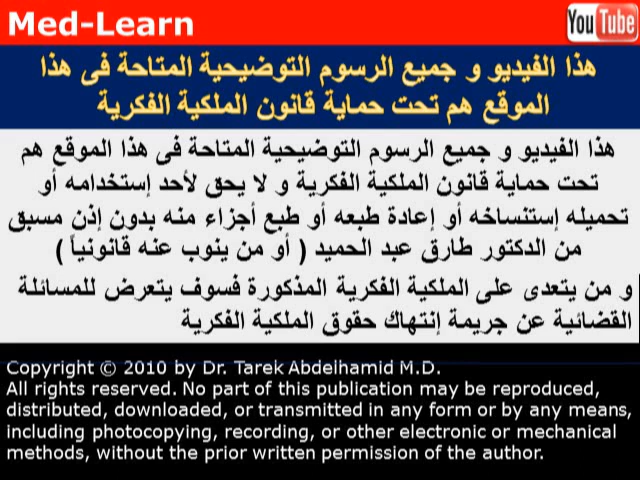 Med-Learn
YouTube
هذا الفيديو و جميع الرسوم التوضيحية المتاحة فى هذا
الموقع هم تحت حماية قانون الملكية الفكرية
هذا الفيديو و جميع الرسوم التوضيحية المتاحة فى هذا الموقع هم
تحت حماية قانون الملكية الفكرية و لا يحق لأحد إستخدامه أو
تحميله إستنساخه أو إعادة طبعه أو طبع أجزاء منه بدون إذن مسبق
من الدكتور طارق عبد الحميد ( أو من ينوب عنه قانونياً )
و من يتعدى على الملكية الفكرية المذكورة فسوف يتعرض للمسائلة
القضائية عن جريمة إنتهاك حقوق الملكية الفكرية
Copyright © 2010 by Dr. Tarek Abdelhamid M.D.
All rights reserved. No part of this publication may be reproduced,
distributed, downloaded, or transmitted in any form or by any means,
including photocopying, recording, or other electronic or mechanical
methods, without the prior written permission of the author.